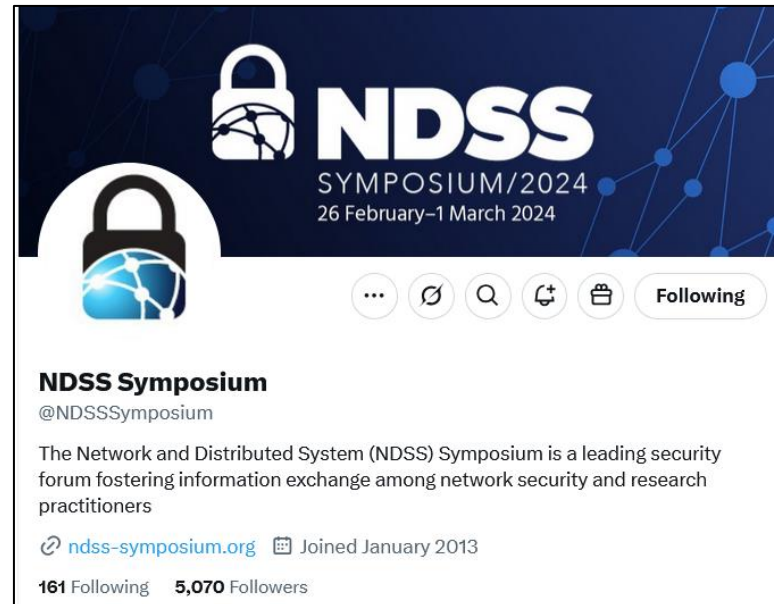 NDSS
SYMPOSIUM/2024
26 February–1 March 2024
Following
NDSS Symposium
@NDSSSymposium
The Network and Distributed System (NDSS) Symposium is a leading security
forum fostering information exchange among network security and research
practitioners
ndss-symposium.org Joined January 2013
161 Following 5,070 Followers